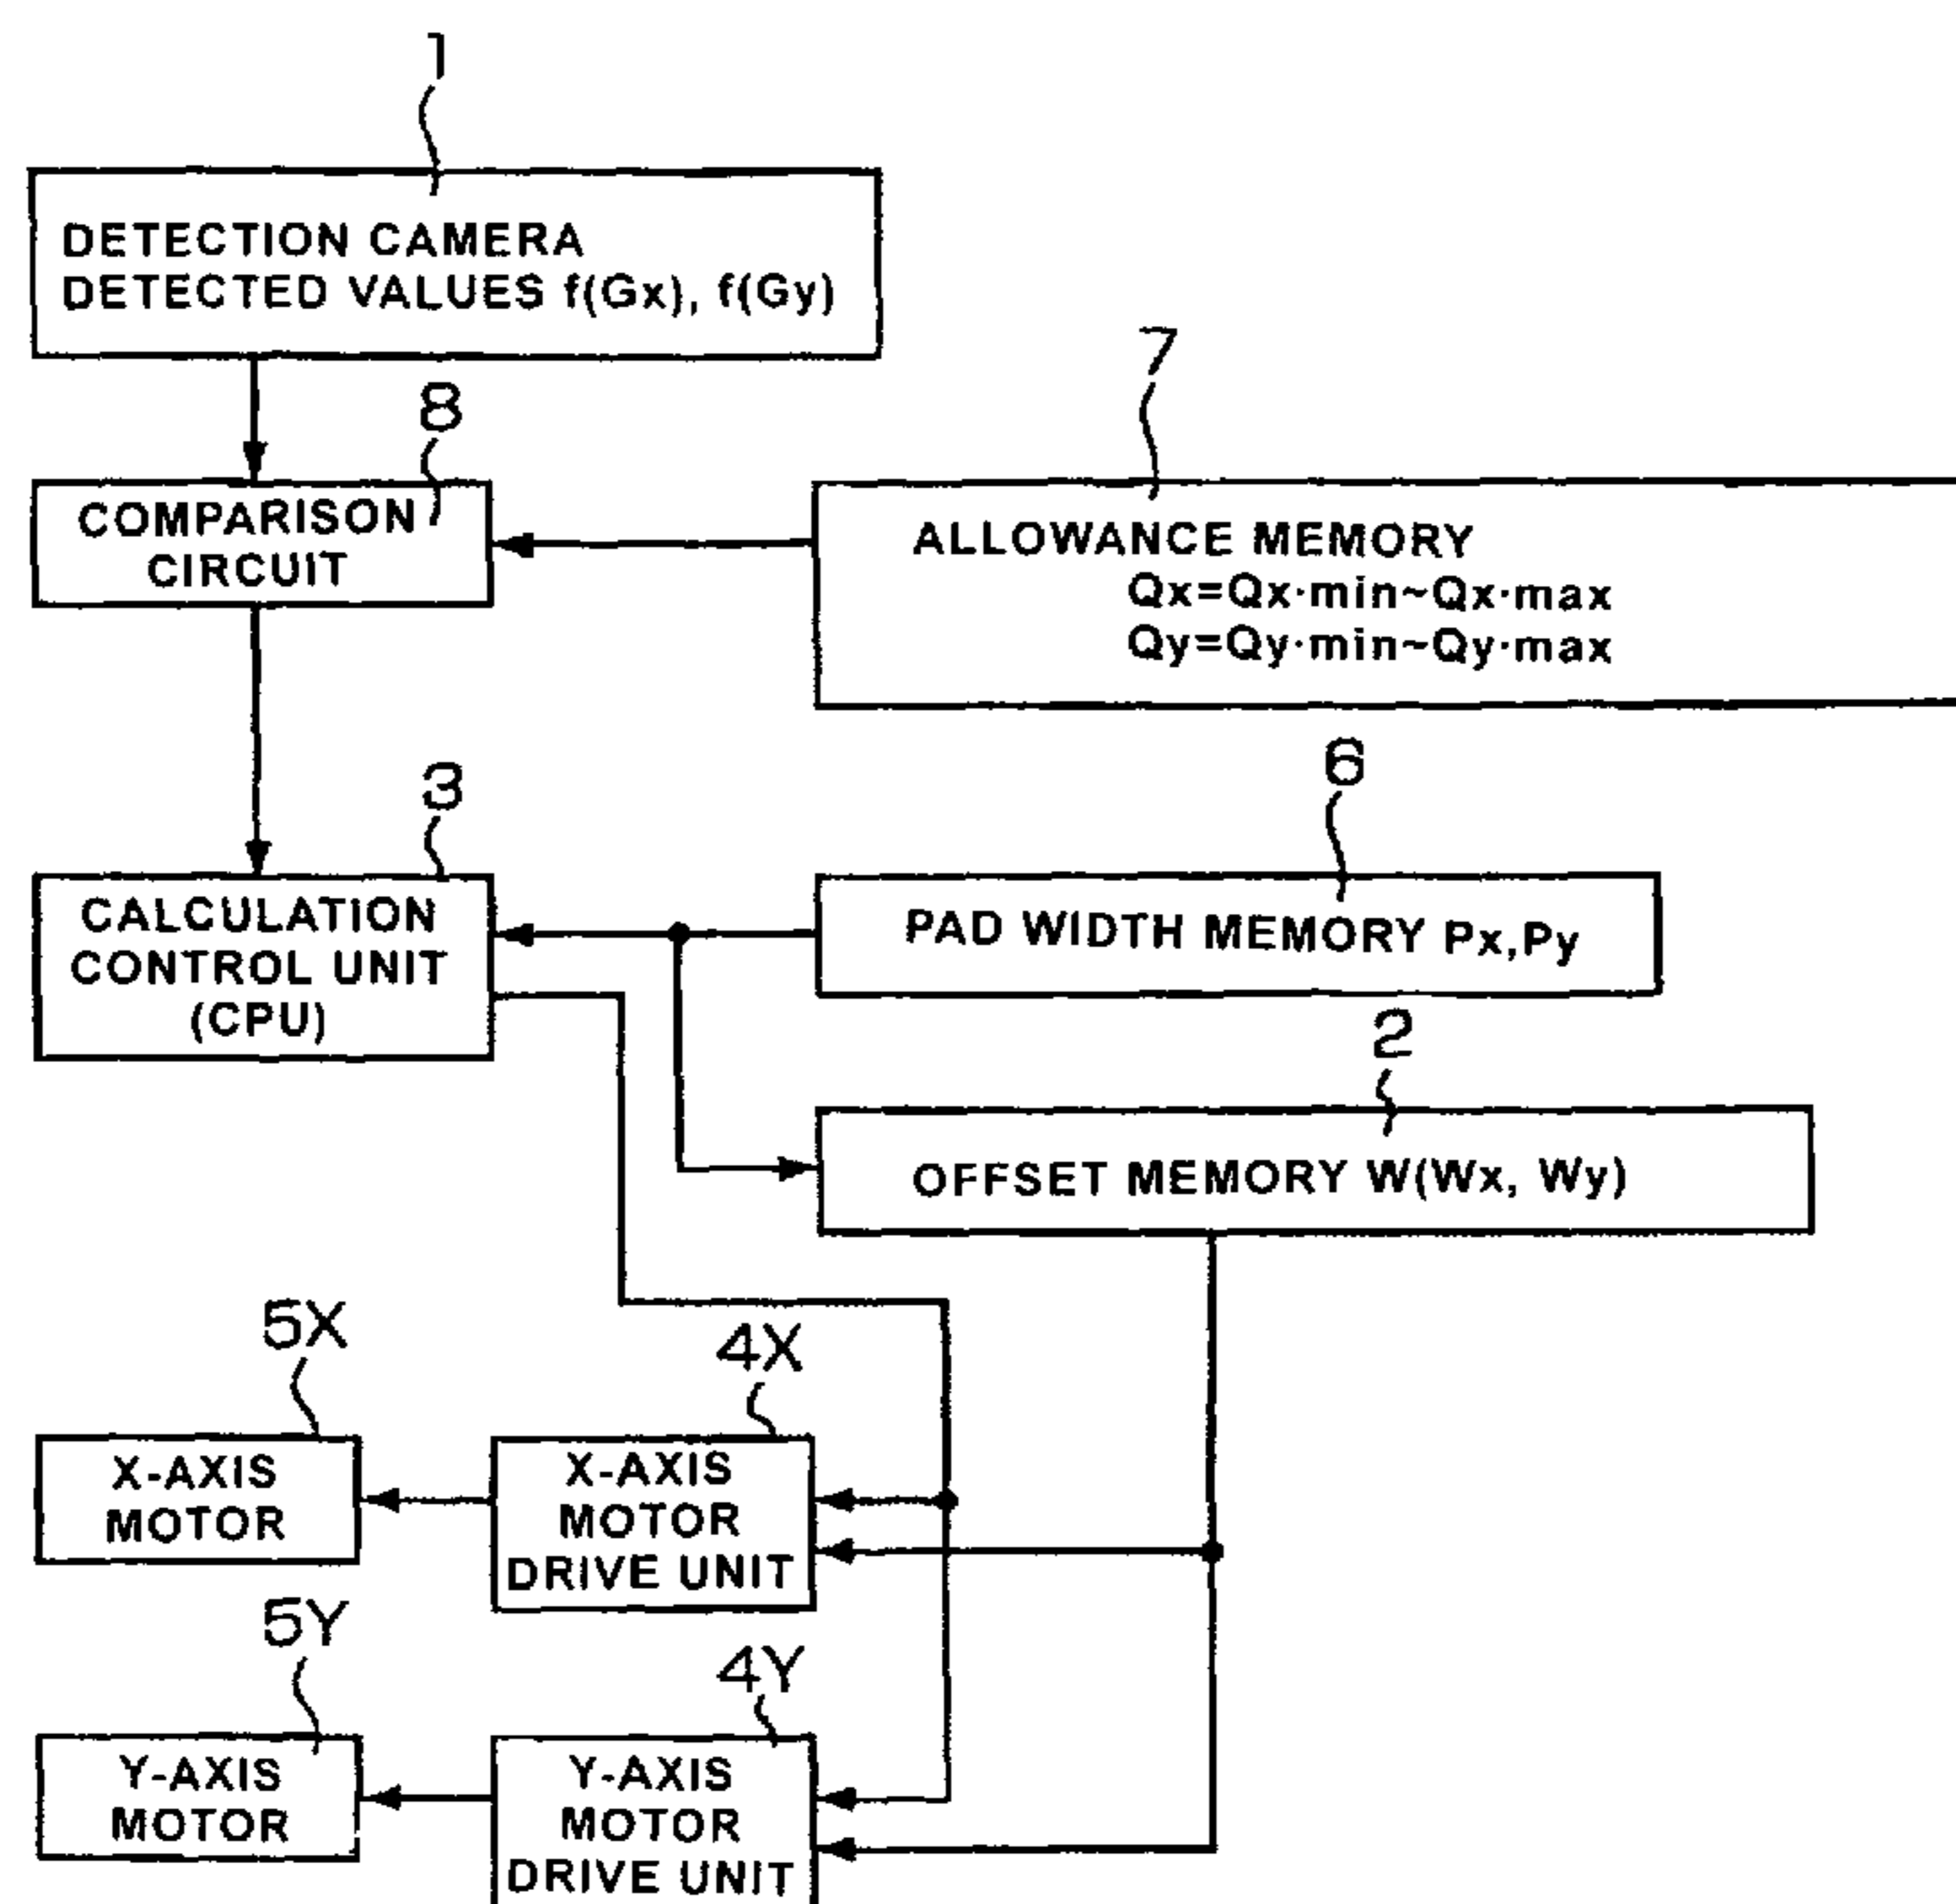 1
DETECTION CAMERA
DETECTED VALUES f(Gx), f(Gy)
8
COMPARISON
CIRCUIT
7
ALLOWANCE MEMORY
Qx=Qx·min~Qx·max
Qy=Qy·min~Qy·max
3
CALCULATION
CONTROL UNIT
(CPU)
6
PAD WIDTH MEMORY Px,Py
2
OFFSET MEMORY W(Wx, Wy)
5X
X-AXIS
MOTOR
4X
X-AXIS
MOTOR
DRIVE UNIT
5Y
Y-AXIS
MOTOR
4Y
Y-AXIS
MOTOR
DRIVE UNIT